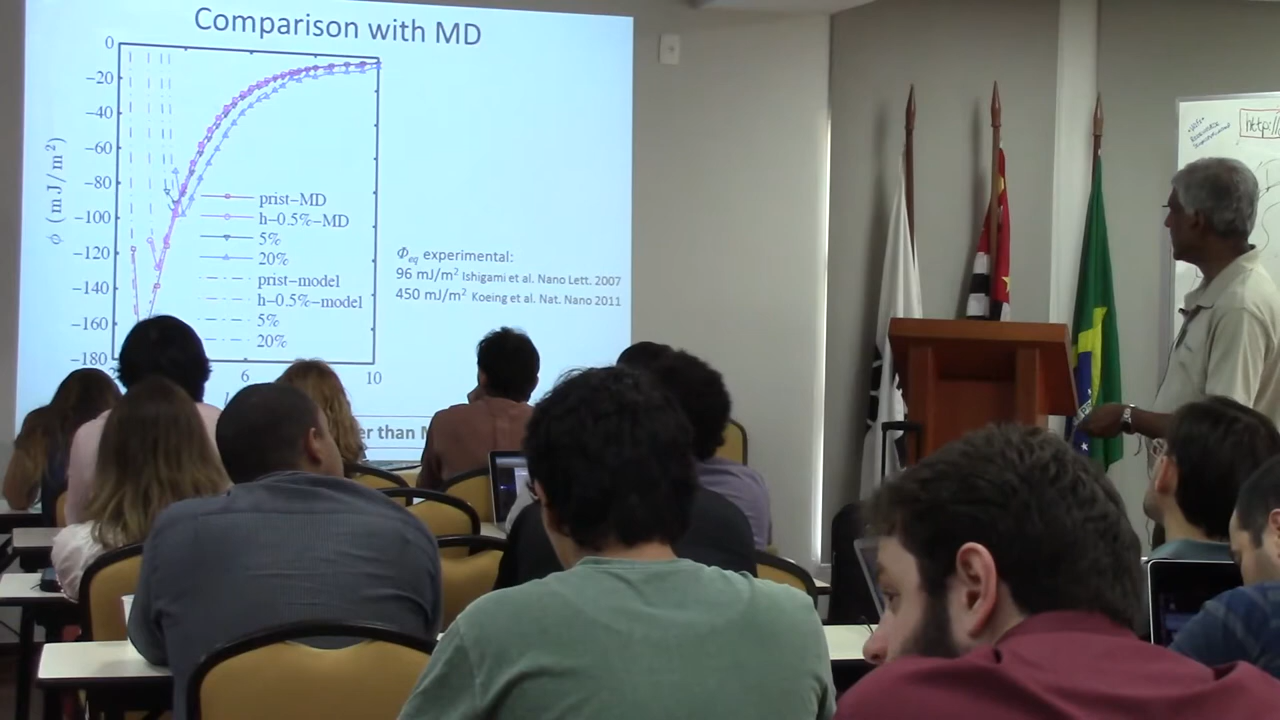 Comparison with MD
0
−20
−40
−60
−80
−100
−120
−140
−160
−180
ϕ (mJ/m²)
prist−MD
h−0.5%−MD
5%
20%
prist−model
h−0.5%−model
5%
20%
6
10
Φeq experimental:
96 mJ/m² Ishigami et al. Nano Lett. 2007
450 mJ/m² Koeing et al. Nat. Nano 2011
er than
http:/